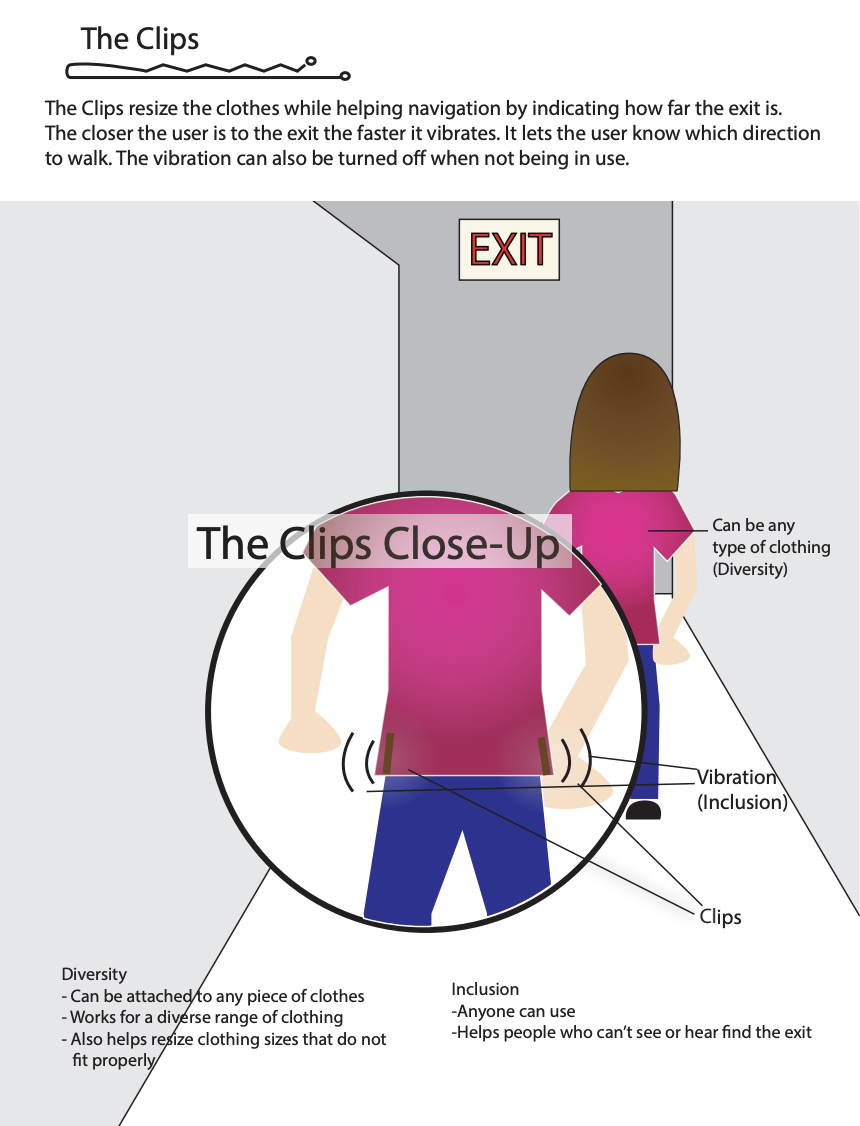 The Clips
The Clips resize the clothes while helping navigation by indicating how far the exit is.
The closer the user is to the exit the faster it vibrates. It lets the user know which direction
to walk. The vibration can also be turned off when not being in use.
EXIT
The Clips Close-Up
Can be any
type of clothing
(Diversity)
Vibration
(Inclusion)
Clips
Diversity
- Can be attached to any piece of clothes
- Works for a diverse range of clothing
- Also helps resize clothing sizes that do not
fit properly
Inclusion
-Anyone can use
-Helps people who can't see or hear find the exit